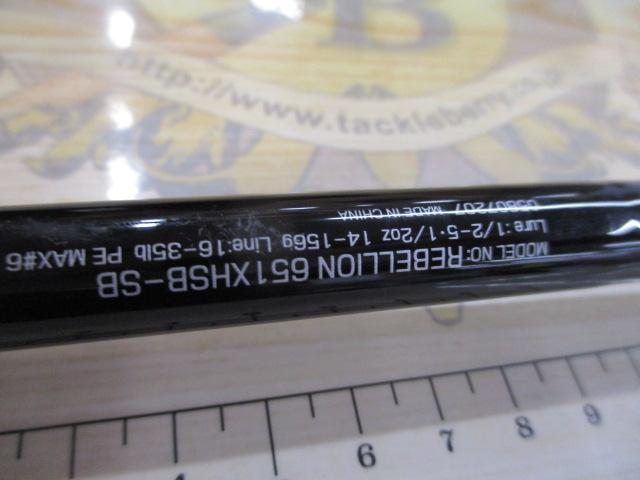 http://www.tackleberry.co.jp
B
MODEL NO:REBELLION 651XHSB-SB
Lure:1/2-5·1/2oz 14-156g Line:16-35lb PE MAX#6
05801207 MADE IN CHINA
6 7 8 9